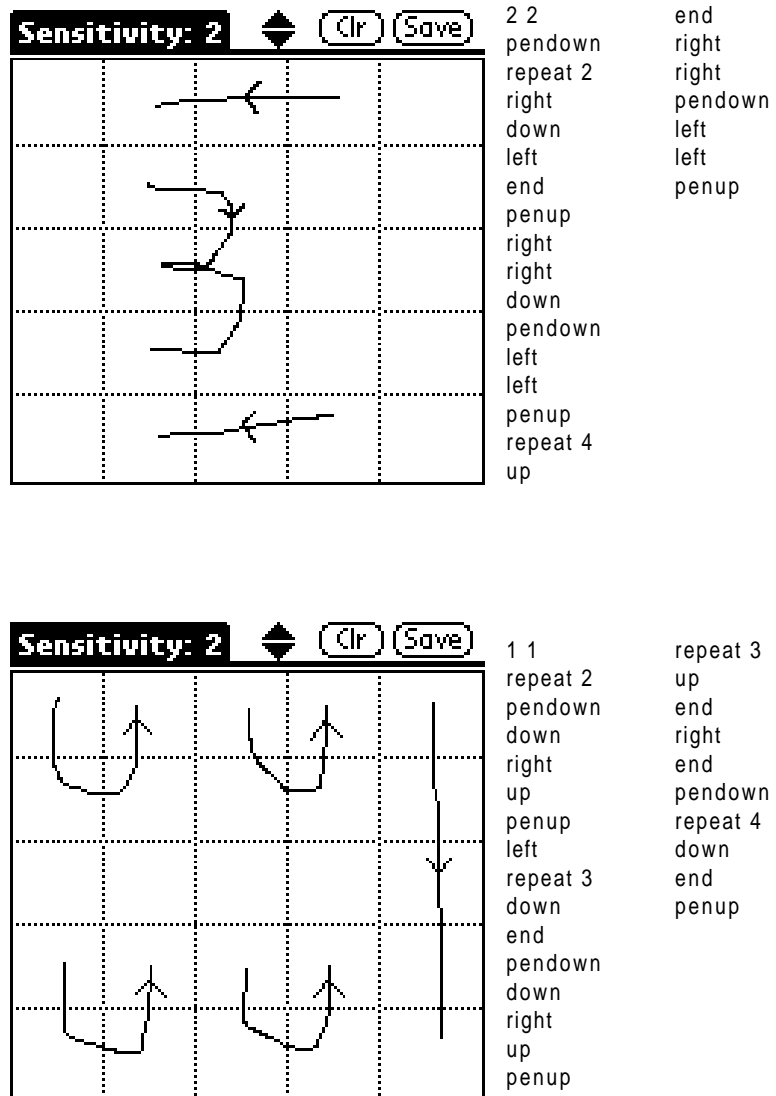 Sensitivity: 2 Clr Save
2 2
pendown
repeat 2
right
down
left
end
penup
right
right
down
pendown
left
left
penup
repeat 4
up
end
right
right
pendown
left
left
penup
Sensitivity: 2 Clr Save
1 1
repeat 2
pendown
down
right
up
penup
left
repeat 3
down
end
pendown
down
right
up
penup
repeat 3
up
end
right
end
pendown
repeat 4
down
end
penup